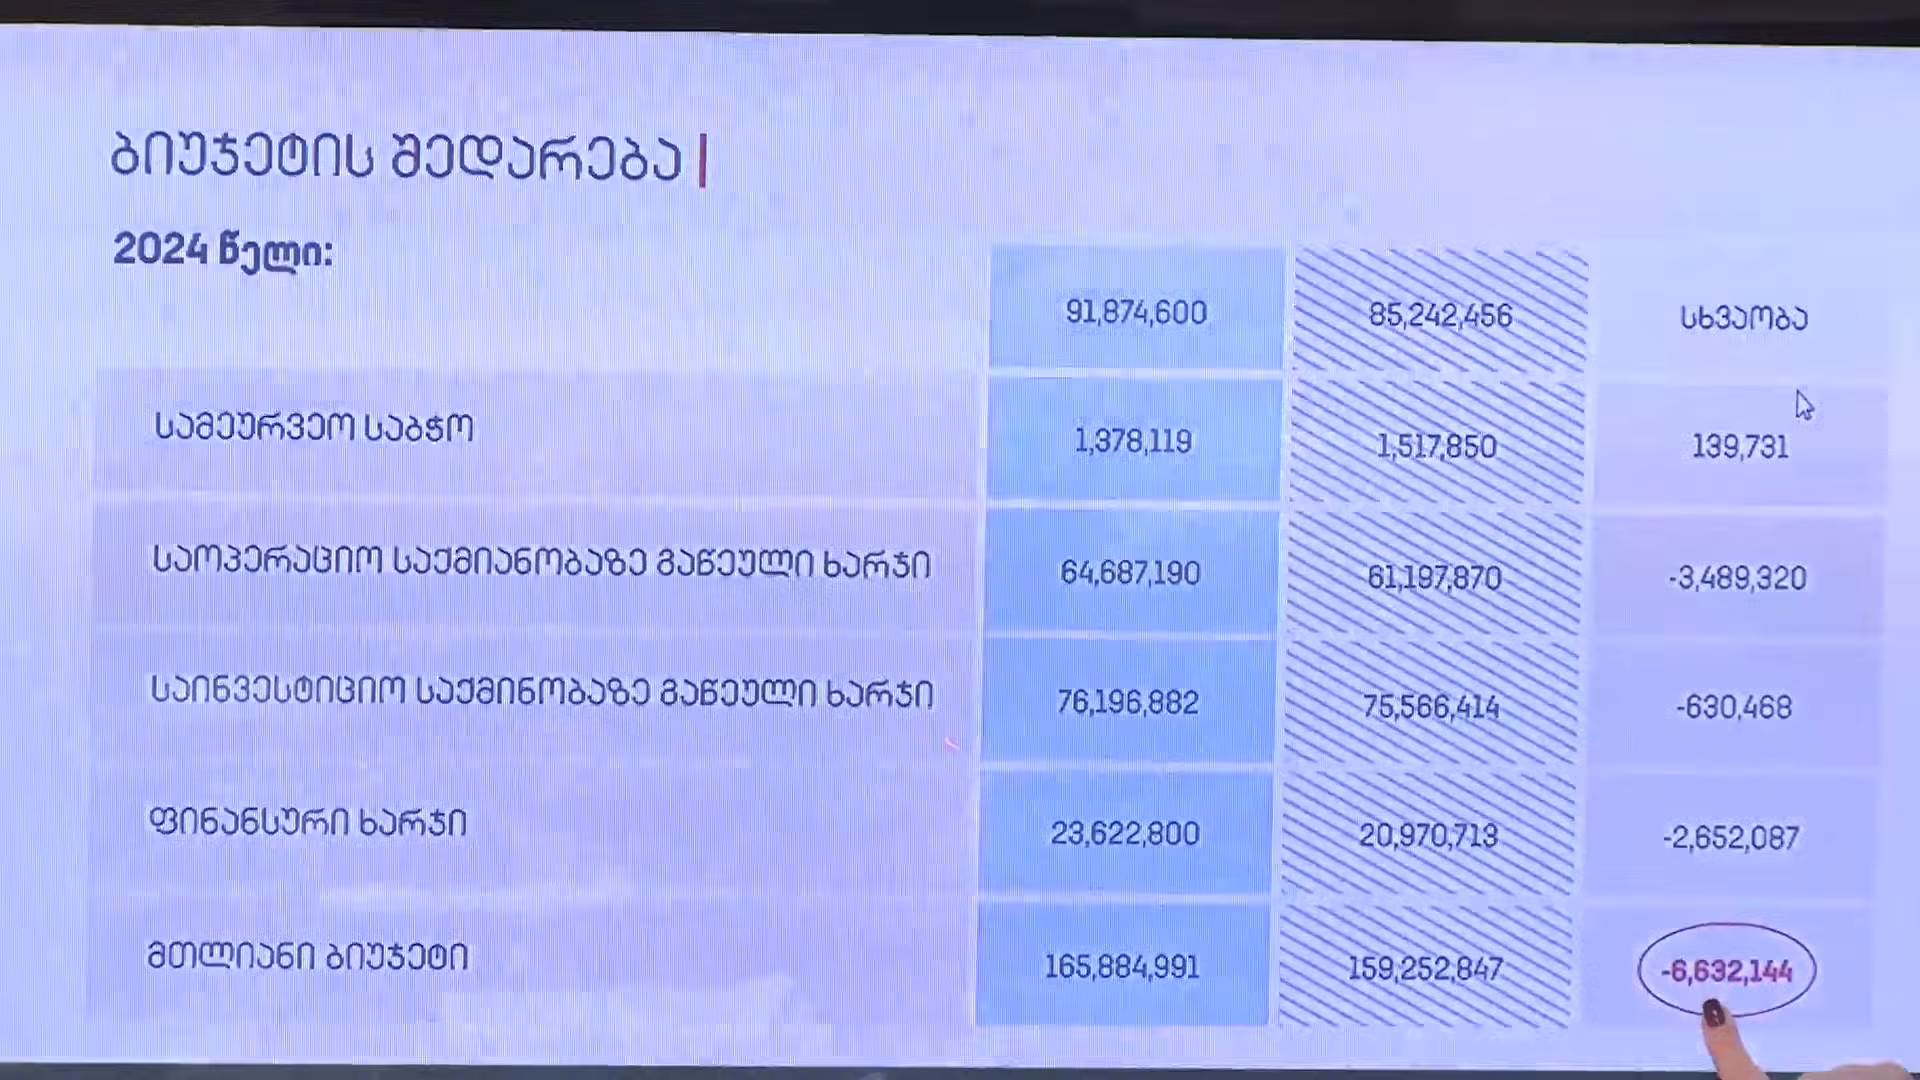 ბიუჯეტის შედარება
2024 წელი:
91,874,600 85,242,456 სხვაობა
სამეურვეო საბჭო 1,378,119 1,517,850 139,731
საოპერაციო საქმიანობაზე გაწეული ხარჯი 64,687,190 61,197,870 -3,489,320
საინვესტიციო საქმინობაზე გაწეული ხარჯი 76,196,882 75,566,414 -630,468
ფინანსური ხარჯი 23,622,800 20,970,713 -2,652,087
მთლიანი ბიუჯეტი 165,884,991 159,252,847 -6,632,144